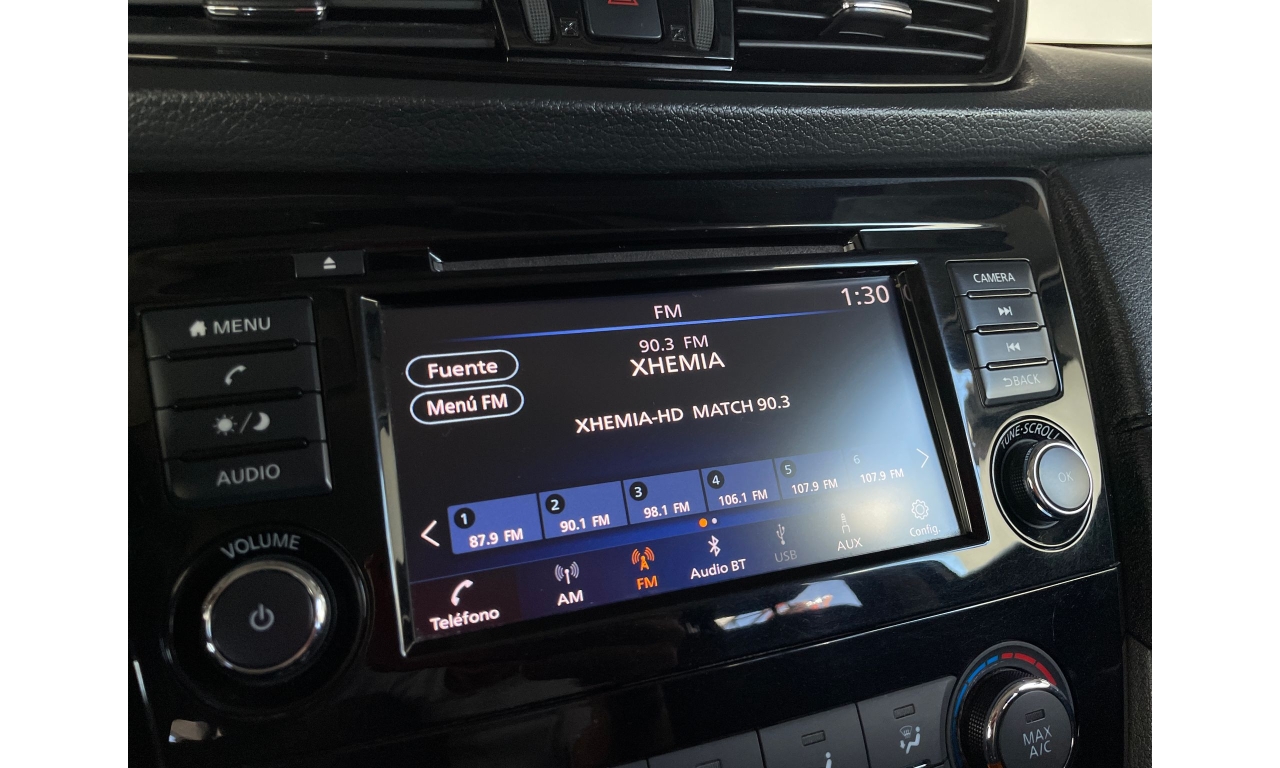 CAMERA
MENU
AUDIO
VOLUME
FM
1:30
90.3 FM
XHEMIA
Fuente
Menú FM
XHEMIA-HD MATCH 90.3
1
87.9 FM
2
90.1 FM
3
98.1 FM
4
106.1 FM
5
107.9 FM
6
107.9 FM
Teléfono
AM
FM
Audio BT
USB
AUX
Config.
BACK
TUNE·SCROLL
OK
MAX
A/C